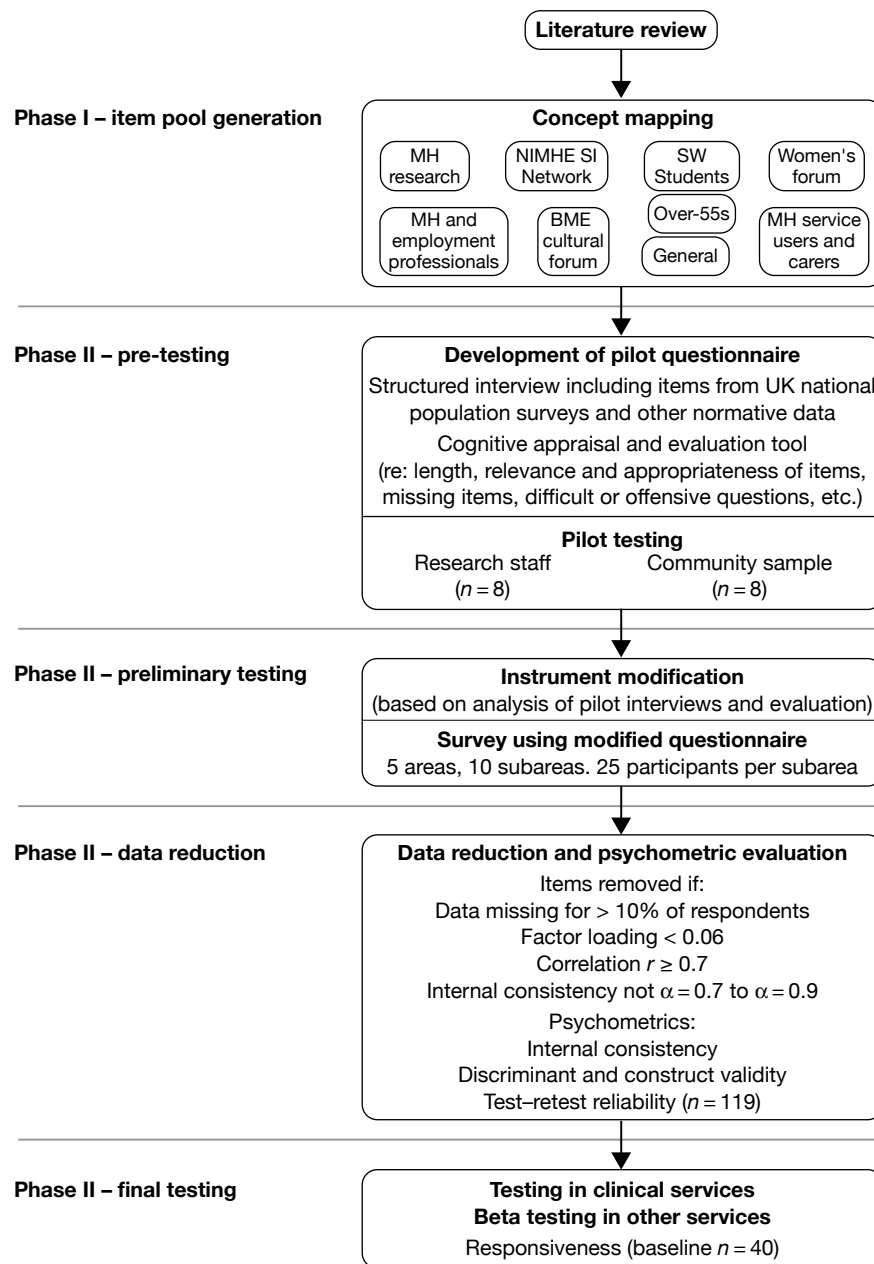 Literature review
Phase I – item pool generation
Concept mapping
MH
research
NIMHE SI
Network
SW
Students
Women's
forum
MH and
employment
professionals
BME
cultural
forum
Over-55s
General
MH service
users and
carers
Phase II – pre-testing
Development of pilot questionnaire
Structured interview including items from UK national
population surveys and other normative data
Cognitive appraisal and evaluation tool
(re: length, relevance and appropriateness of items,
missing items, difficult or offensive questions, etc.)
Pilot testing
Research staff
(n = 8)
Community sample
(n = 8)
Phase II – preliminary testing
Instrument modification
(based on analysis of pilot interviews and evaluation)
Survey using modified questionnaire
5 areas, 10 subareas. 25 participants per subarea
Phase II – data reduction
Data reduction and psychometric evaluation
Items removed if:
Data missing for > 10% of respondents
Factor loading < 0.06
Correlation r ≥ 0.7
Internal consistency not α = 0.7 to α = 0.9
Psychometrics:
Internal consistency
Discriminant and construct validity
Test–retest reliability (n = 119)
Phase II – final testing
Testing in clinical services
Beta testing in other services
Responsiveness (baseline n = 40)